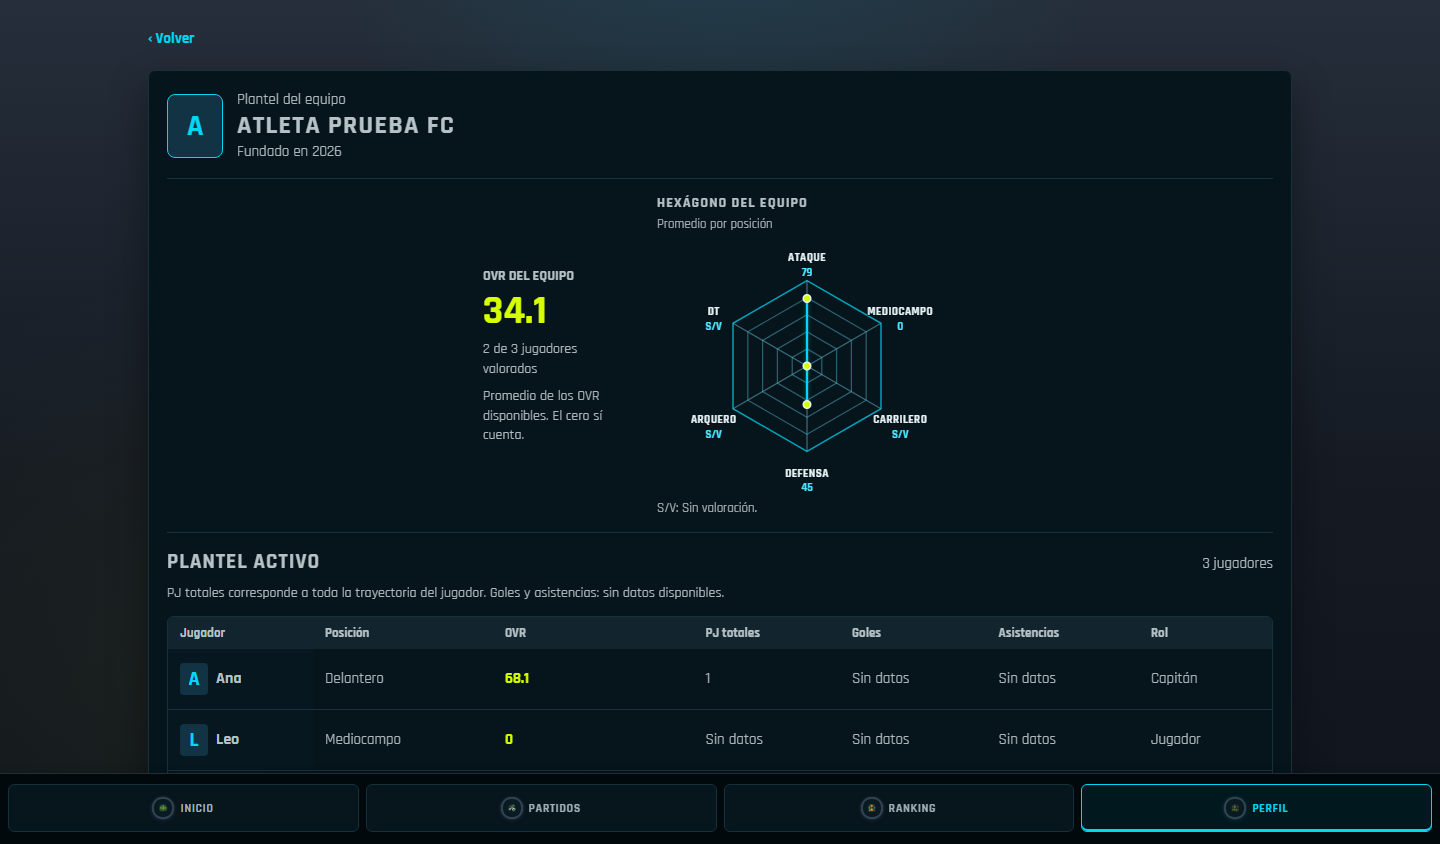 ‹ Volver
A
Plantel del equipo
ATLETA PRUEBA FC
Fundado en 2026
HEXÁGONO DEL EQUIPO
Promedio por posición
OVR DEL EQUIPO
34.1
2 de 3 jugadores
valorados
Promedio de los OVR
disponibles. El cero sí
cuenta.
ATAQUE
79
DT
S/V
MEDIOCAMPO
0
ARQUERO
S/V
CARRILERO
S/V
DEFENSA
45
S/V: Sin valoración.
PLANTEL ACTIVO
3 jugadores
PJ totales corresponde a toda la trayectoria del jugador. Goles y asistencias: sin datos disponibles.
Jugador Posición OVR PJ totales Goles Asistencias Rol
A Ana Delantero 68.1 1 Sin datos Sin datos Capitán
L Leo Mediocampo 0 Sin datos Sin datos Sin datos Jugador
INICIO PARTIDOS RANKING PERFIL